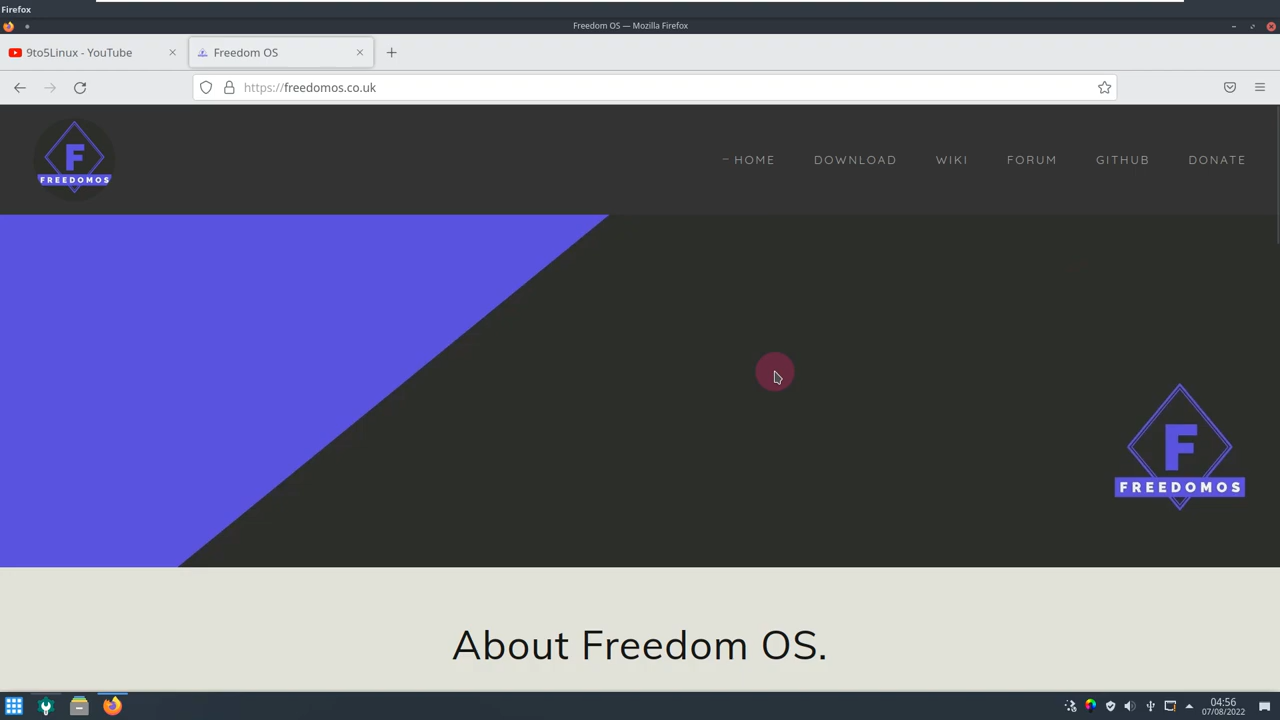 Firefox
Freedom OS — Mozilla Firefox
9to5Linux - YouTube
Freedom OS
https://freedomos.co.uk
F
FREEDOMOS
HOME
DOWNLOAD
WIKI
FORUM
GITHUB
DONATE
F
FREEDOMOS
About Freedom OS.
04:56
07/08/2022